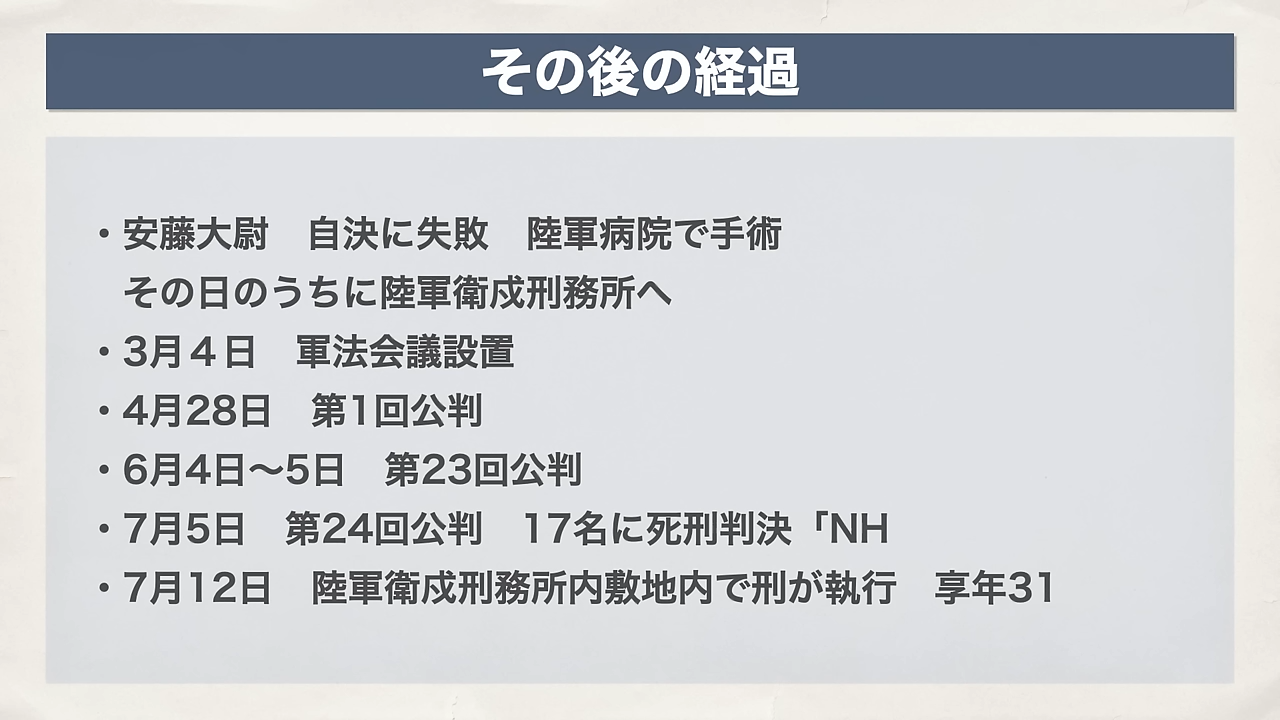 その後の経過
・安藤大尉　自決に失敗　陸軍病院で手術
その日のうちに陸軍衛戍刑務所へ
・3月４日　軍法会議設置
・4月28日　第1回公判
・6月4日〜5日　第23回公判
・7月5日　第24回公判　17名に死刑判決「NH
・7月12日　陸軍衛戍刑務所内敷地内で刑が執行　享年31